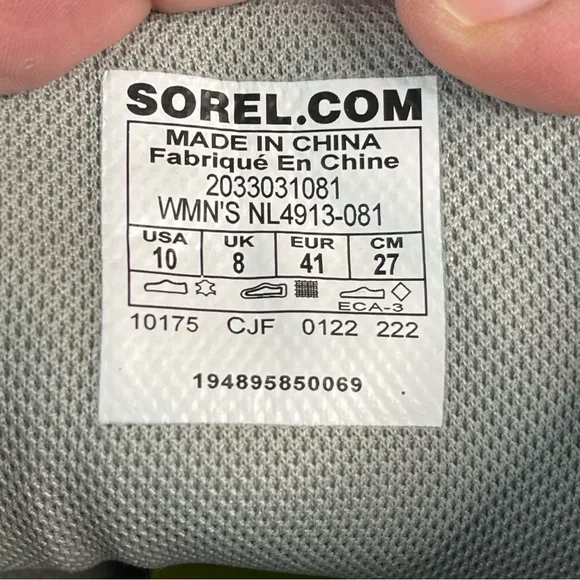 SOREL.COM
MADE IN CHINA
Fabriqué En Chine
2033031081
WMN'S NL4913-081
USA UK EUR CM
10 8 41 27
ECA-3
10175 CJF 0122 222
194895850069